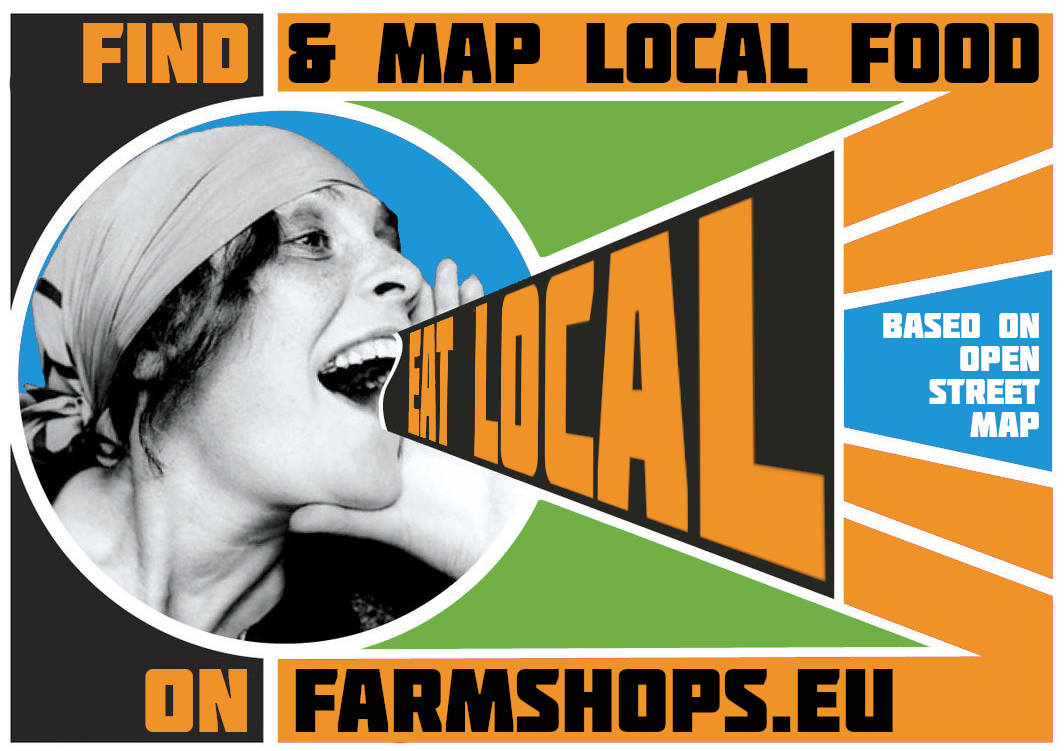 FIND & MAP LOCAL FOOD
EAT LOCAL
BASED ON
OPEN
STREET
MAP
ON FARMSHOPS.EU